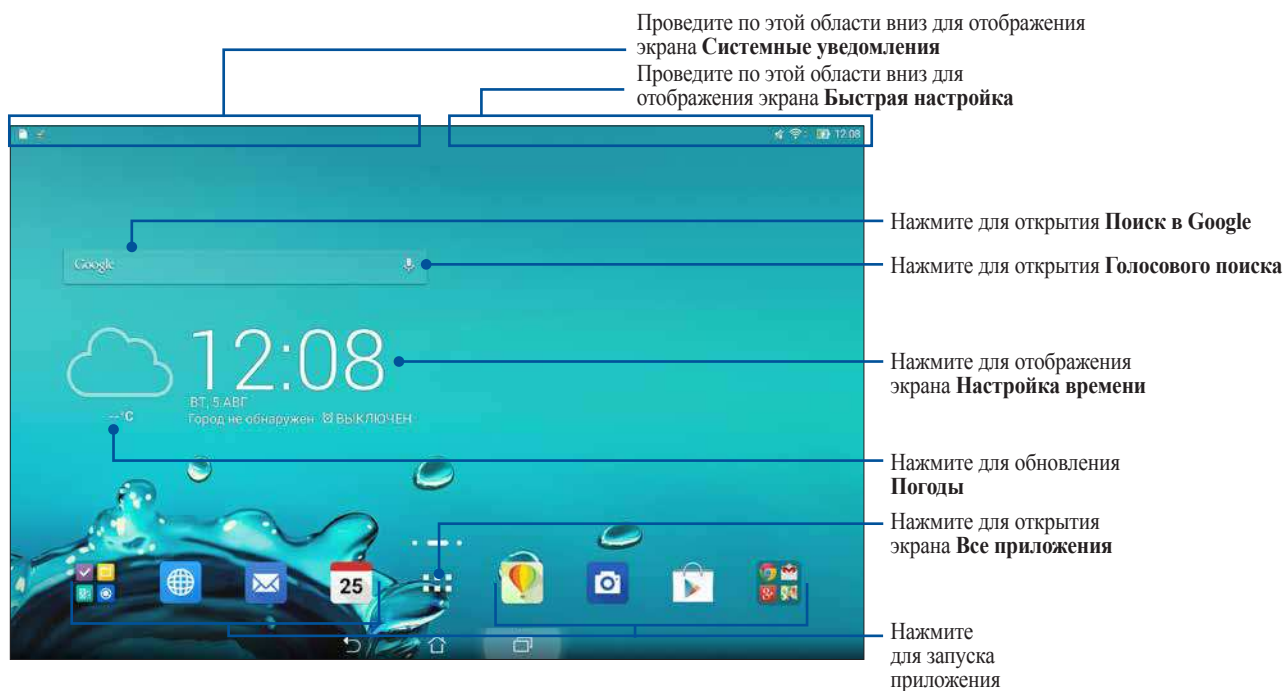 Проведите по этой области вниз для отображения
экрана Системные уведомления
Проведите по этой области вниз для
отображения экрана Быстрая настройка
12:08
Нажмите для открытия Поиск в Google
Google
Нажмите для открытия Голосового поиска
12:08
Нажмите для отображения
экрана Настройка времени
ВТ, 5 АВГ
--°C
Город не обнаружен ВЫКЛЮЧЕН
Нажмите для обновления
Погоды
Нажмите для открытия
экрана Все приложения
25
Нажмите
для запуска
приложения